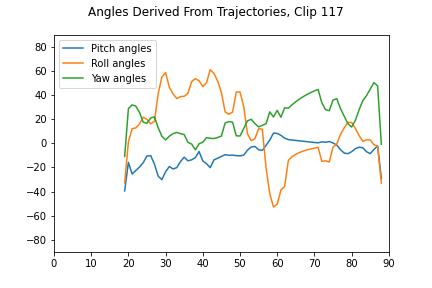 Angles Derived From Trajectories, Clip 117
Pitch angles
Roll angles
Yaw angles
80
60
40
20
0
−20
−40
−60
−80
0 10 20 30 40 50 60 70 80 90